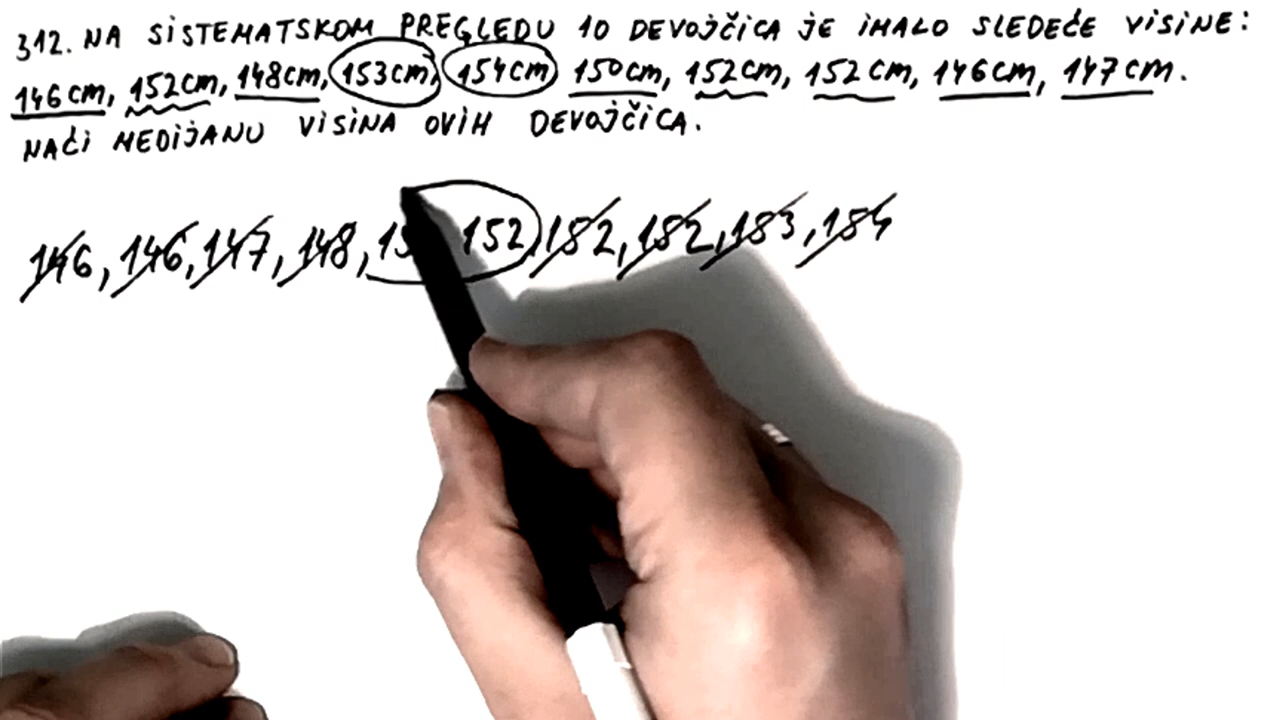 312. NA SISTEMATSKOM PREGLEDU 10 DEVOJČICA JE IMALO SLEDEĆE VISINE:
146cm, 152cm, 148cm, 153cm, 154cm 150cm, 152cm, 152cm, 146cm, 147cm.
NAĆI MEDIJANU VISINA OVIH DEVOJČICA.
146, 146, 147, 148, 152, 152, 152, 153, 154